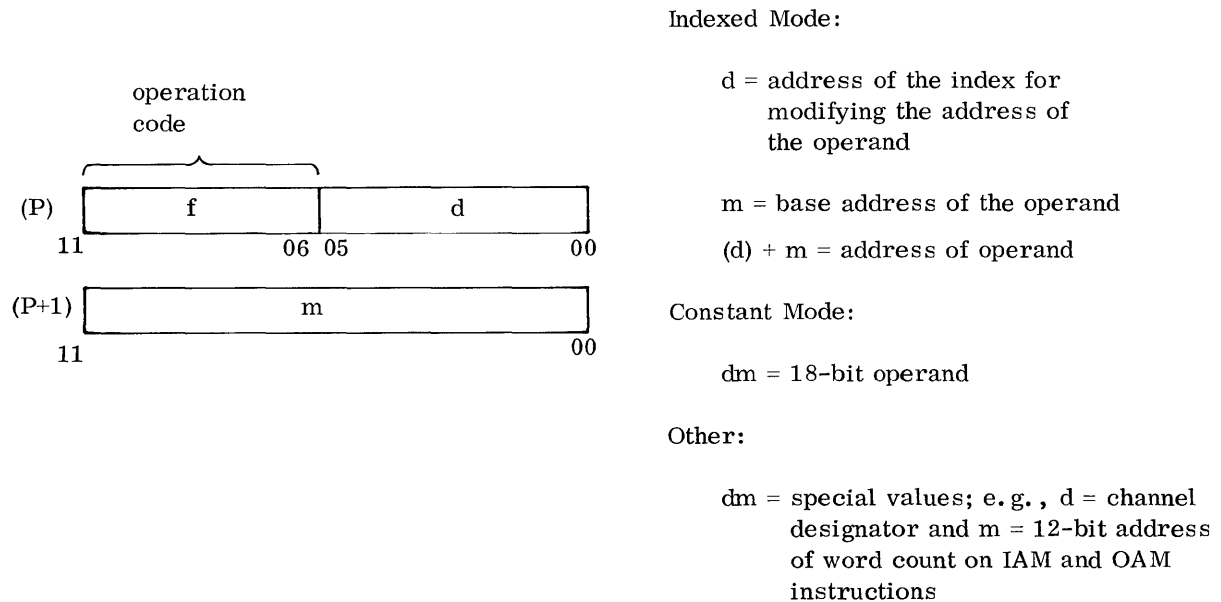 operation
code
(P) f d
11 06 05 00
(P+1) m
11 00
Indexed Mode:
d = address of the index for
modifying the address of
the operand
m = base address of the operand
(d) + m = address of operand
Constant Mode:
dm = 18-bit operand
Other:
dm = special values; e.g., d = channel
designator and m = 12-bit address
of word count on IAM and OAM
instructions